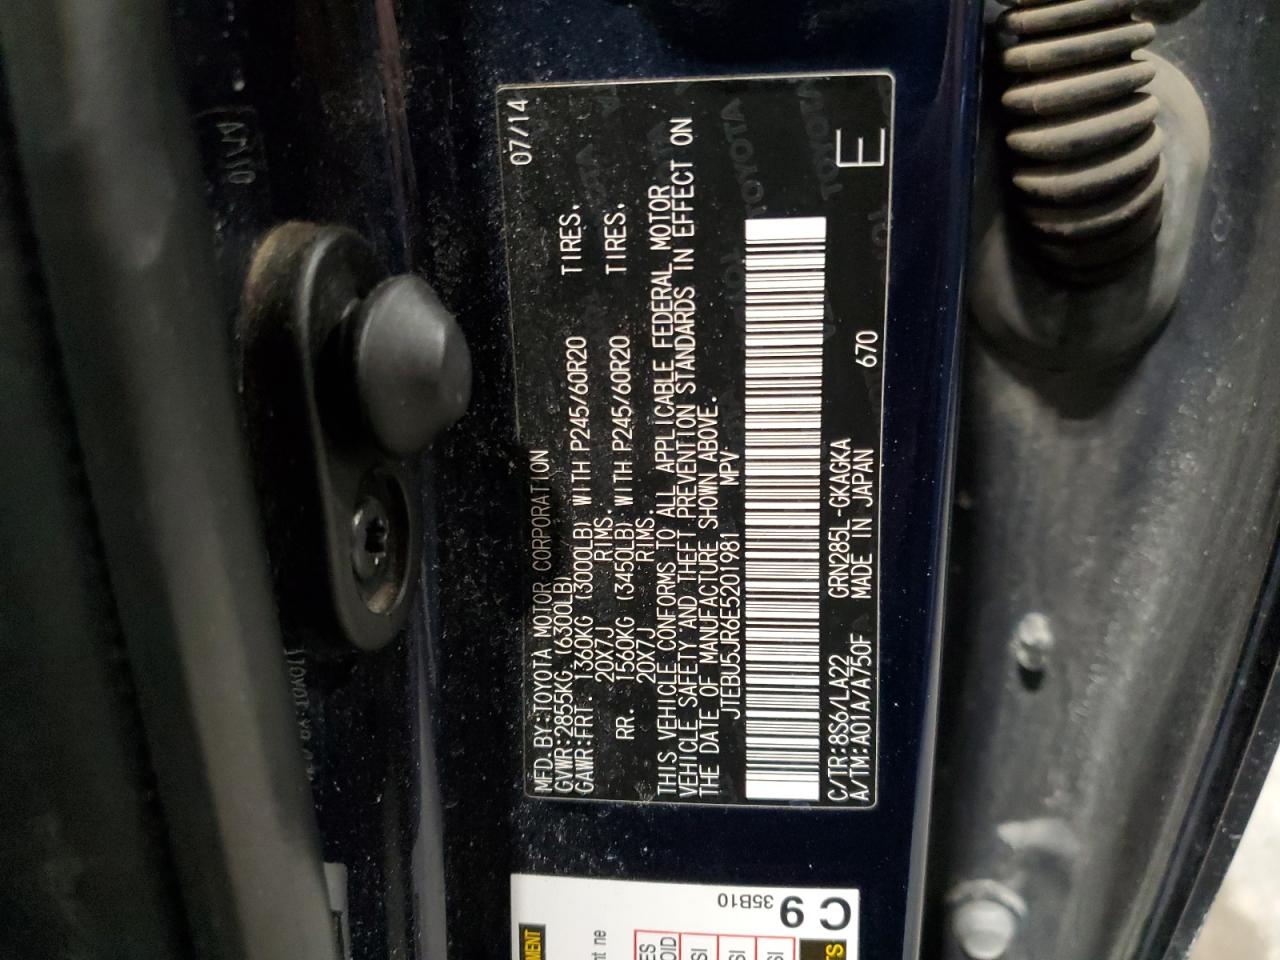 MFD.BY:TOYOTA MOTOR CORPORATION 07/14
GVWR:2855KG (6300LB)
GAWR:FRT. 1360KG (3000LB) WITH P245/60R20 TIRES.
20X7J RIMS.
RR. 1560KG (3450LB) WITH P245/60R20 TIRES.
20X7J RIMS.
THIS VEHICLE CONFORMS TO ALL APPLICABLE FEDERAL MOTOR
VEHICLE SAFETY AND THEFT PREVENTION STANDARDS IN EFFECT ON
THE DATE OF MANUFACTURE SHOWN ABOVE.
JTEBU5JR6E5201981 MPV
C/TR:8S6/LA22 GRN285L-GKAGKA
A/TM:A01A/A750F MADE IN JAPAN 670 E
TOYOTA
TOYOTA
C 9
35B10